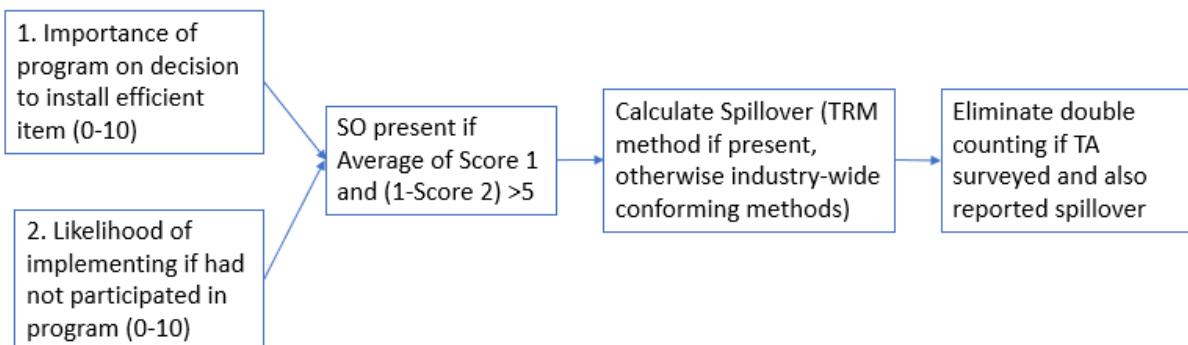 1. Importance of
program on decision
to install efficient
item (0-10)
2. Likelihood of
implementing if had
not participated in
program (0-10)
SO present if
Average of Score 1
and (1-Score 2) >5
Calculate Spillover (TRM
method if present,
otherwise industry-wide
conforming methods)
Eliminate double
counting if TA
surveyed and also
reported spillover